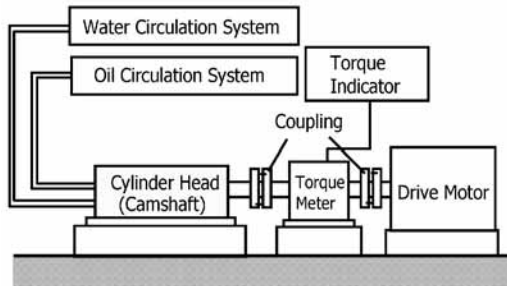 Water Circulation System
Oil Circulation System
Torque
Indicator
Coupling
Cylinder Head
(Camshaft)
Torque
Meter
Drive Motor